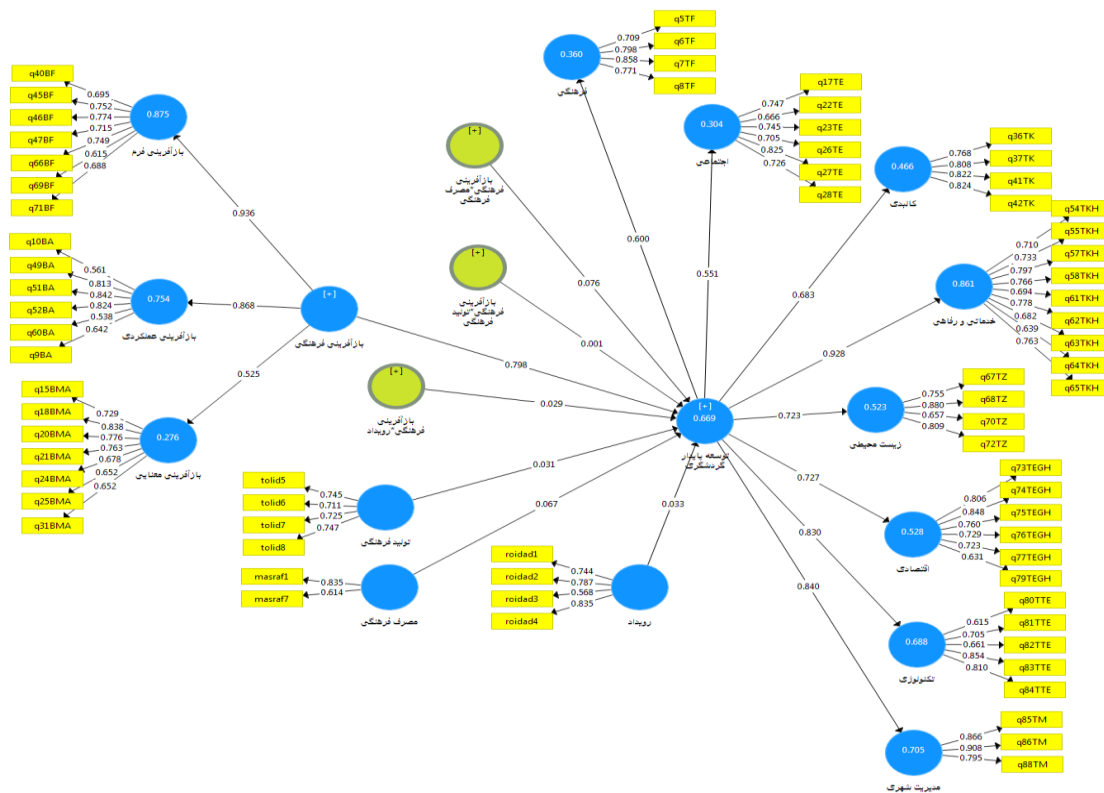 q40BF
q45BF
q46BF
q47BF
q66BF
q69BF
q71BF
0.695
0.752
0.774
0.715
0.749
0.615
0.688
0.875
بازآفرینی فرم
0.936
q10BA
q49BA
q51BA
q52BA
q60BA
q9BA
0.561
0.813
0.842
0.824
0.538
0.642
0.754
بازآفرینی عملکردی
0.868
q15BMA
q18BMA
q20BMA
q21BMA
q24BMA
q25BMA
q31BMA
0.729
0.838
0.776
0.763
0.678
0.652
0.652
0.276
بازآفرینی معنایی
0.525
[+]
بازآفرینی فرهنگی
0.798
[+]
بازآفرینی
فرهنگی*مصرف
فرهنگی
0.076
[+]
بازآفرینی
فرهنگی*تولید
فرهنگی
0.001
[+]
بازآفرینی
فرهنگی*رویداد
0.029
tolid5
tolid6
tolid7
tolid8
0.745
0.711
0.725
0.747
تولید فرهنگی
0.031
masraf1
masraf7
0.835
0.614
مصرف فرهنگی
0.067
roidad1
roidad2
roidad3
roidad4
0.744
0.787
0.568
0.835
رویداد
0.033
[+]
0.669
توسعه پایدار
گردشگری
0.600
0.360
فرهنگی
0.709
0.798
0.858
0.771
q5TF
q6TF
q7TF
q8TF
0.551
0.304
اجتماعی
0.747
0.666
0.745
0.705
0.825
0.726
q17TE
q22TE
q23TE
q26TE
q27TE
q28TE
0.683
0.466
کالبدی
0.768
0.808
0.822
0.824
q36TK
q37TK
q41TK
q42TK
0.928
0.861
خدماتی و رفاهی
0.710
0.733
0.797
0.766
0.694
0.778
0.682
0.639
0.763
q54TKH
q55TKH
q57TKH
q58TKH
q61TKH
q62TKH
q63TKH
q64TKH
q65TKH
0.723
0.523
زیست محیطی
0.755
0.880
0.657
0.809
q67TZ
q68TZ
q70TZ
q72TZ
0.727
0.528
اقتصادی
0.806
0.848
0.760
0.729
0.723
0.631
q73TEGH
q74TEGH
q75TEGH
q76TEGH
q77TEGH
q79TEGH
0.830
0.688
تکنولوژی
0.615
0.705
0.661
0.854
0.810
q80TTE
q81TTE
q82TTE
q83TTE
q84TTE
0.840
0.705
مدیریت شهری
0.866
0.908
0.795
q85TM
q86TM
q88TM